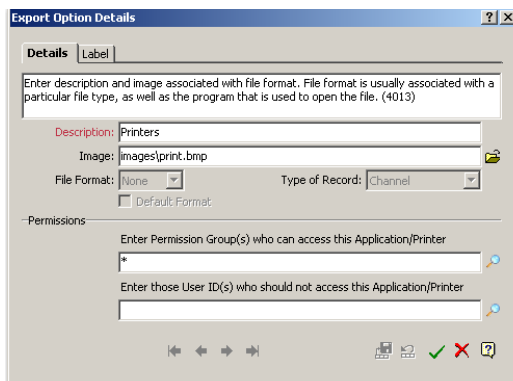 Export Option Details
Details Label
Enter description and image associated with file format. File format is usually associated with a
particular file type, as well as the program that is used to open the file. (4013)
Description: Printers
Image: images\print.bmp
File Format: None Type of Record: Channel
Default Format
Permissions
Enter Permission Group(s) who can access this Application/Printer
*
Enter those User ID(s) who should not access this Application/Printer